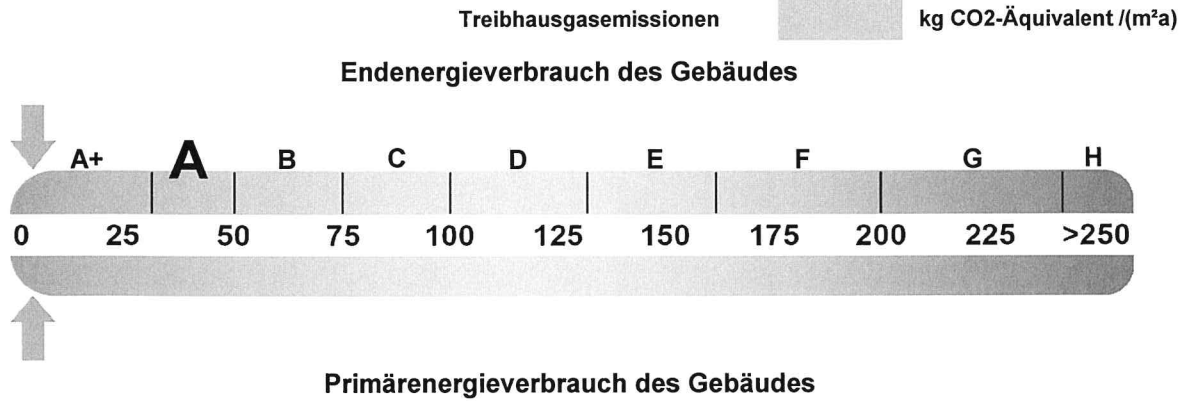 Treibhausgasemissionen kg CO2-Äquivalent /(m²a)
Endenergieverbrauch des Gebäudes
A+ A B C D E F G H
0 25 50 75 100 125 150 175 200 225 >250
Primärenergieverbrauch des Gebäudes